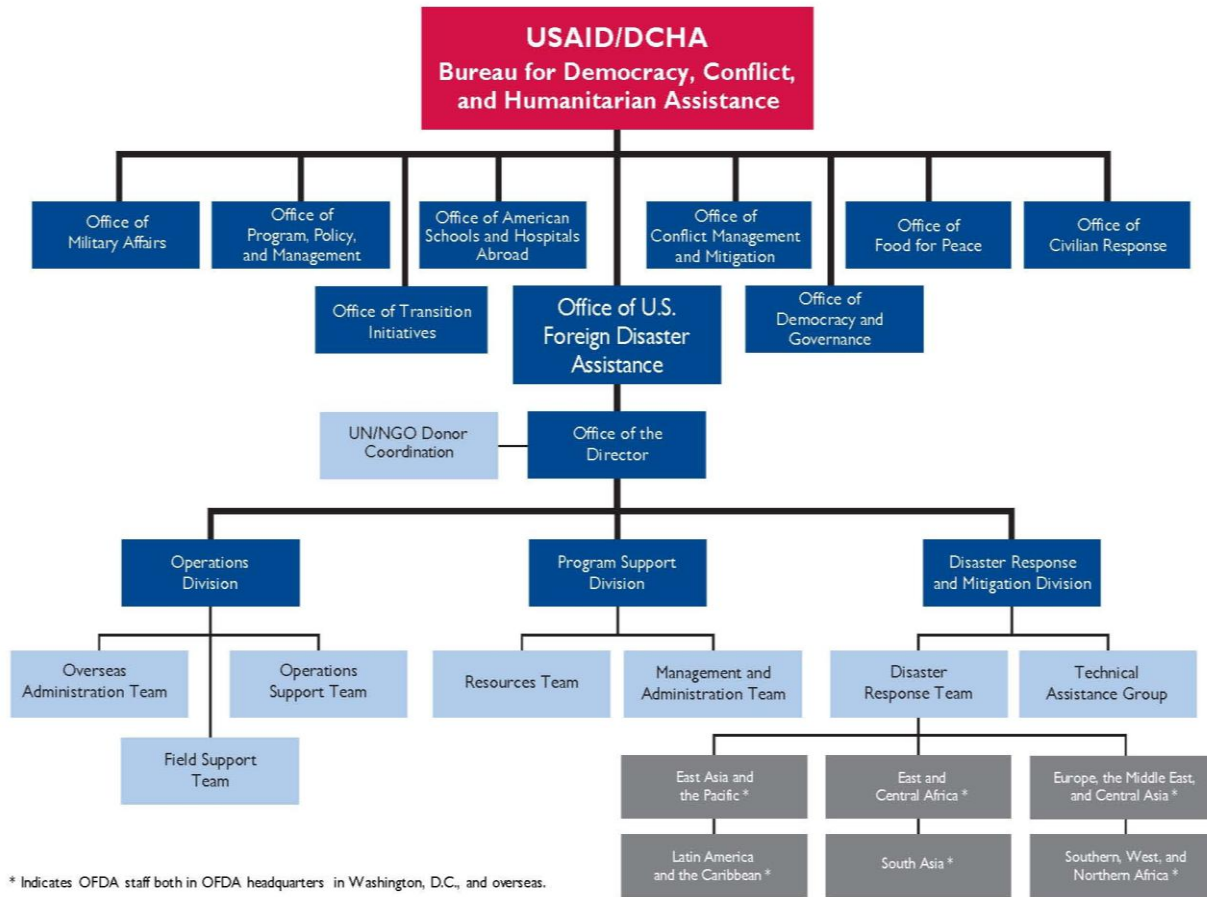 USAID/DCHA
Bureau for Democracy, Conflict,
and Humanitarian Assistance
Office of
Military Affairs
Office of
Program, Policy,
and Management
Office of American
Schools and Hospitals
Abroad
Office of
Conflict Management
and Mitigation
Office of
Food for Peace
Office of
Civilian Response
Office of Transition
Initiatives
Office of U.S.
Foreign Disaster
Assistance
Office of
Democracy and
Governance
UN/NGO Donor
Coordination
Office of the
Director
Operations
Division
Program Support
Division
Disaster Response
and Mitigation Division
Overseas
Administration Team
Operations
Support Team
Resources Team
Management and
Administration Team
Disaster
Response Team
Technical
Assistance Group
Field Support
Team
East Asia and
the Pacific *
East and
Central Africa *
Europe, the Middle East,
and Central Asia *
Latin America
and the Caribbean *
South Asia *
Southern, West, and
Northern Africa *
* Indicates OFDA staff both in OFDA headquarters in Washington, D.C., and overseas.